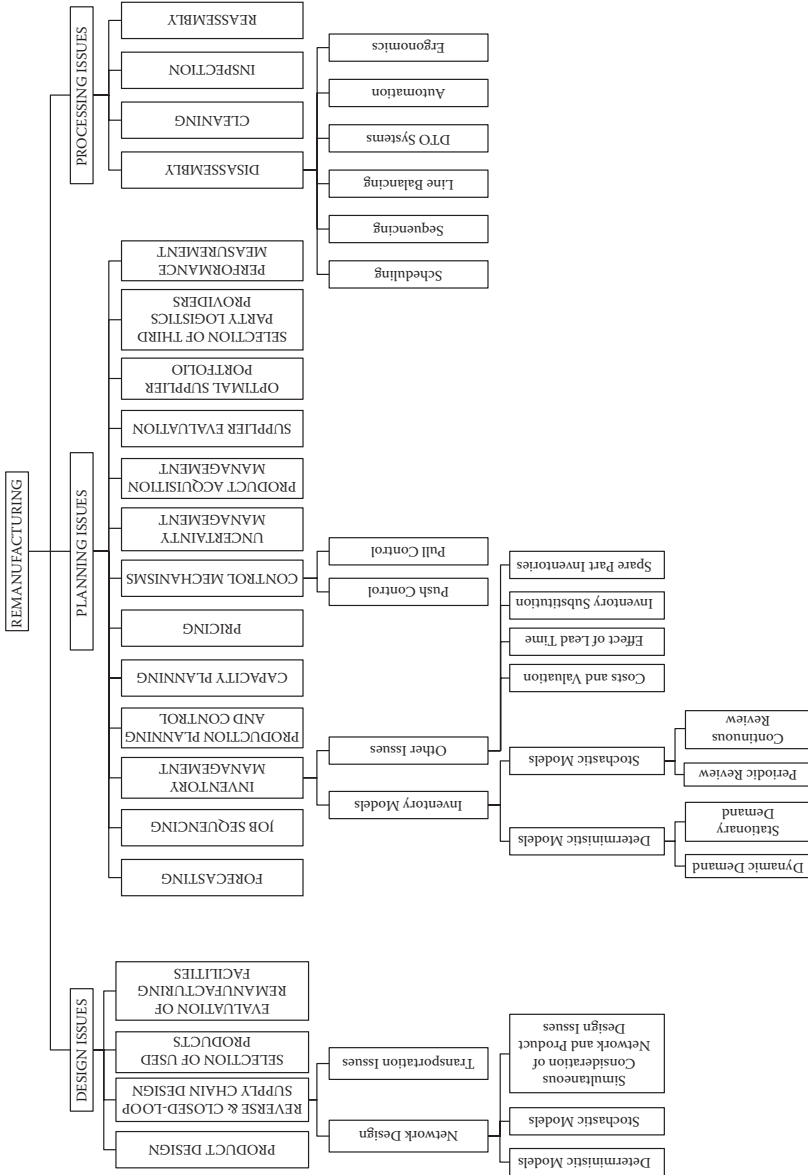 REMANUFACTURING
DESIGN ISSUES
PRODUCT DESIGN
REVERSE & CLOSED-LOOP
SUPPLY CHAIN DESIGN
Network Design
Deterministic Models
Stochastic Models
Simultaneous
Consideration of
Network and Product
Design Issues
Transportation Issues
SELECTION OF USED
PRODUCTS
EVALUATION OF
REMANUFACTURING
FACILITIES
PLANNING ISSUES
FORECASTING
JOB SEQUENCING
INVENTORY
MANAGEMENT
Inventory Models
Deterministic Models
Dynamic Demand
Stationary
Demand
Stochastic Models
Periodic Review
Continuous
Review
Other Issues
Costs and Valuation
Effect of Lead Time
Inventory Substitution
Spare Part Inventories
PRODUCTION PLANNING
AND CONTROL
CAPACITY PLANNING
PRICING
CONTROL MECHANISMS
Push Control
Pull Control
UNCERTAINTY
MANAGEMENT
PRODUCT ACQUISITION
MANAGEMENT
SUPPLIER EVALUATION
OPTIMAL SUPPLIER
PORTFOLIO
SELECTION OF THIRD
PARTY LOGISTICS
PROVIDERS
PERFORMANCE
MEASUREMENT
PROCESSING ISSUES
DISASSEMBLY
Scheduling
Sequencing
Line Balancing
DTO Systems
Automation
Ergonomics
CLEANING
INSPECTION
REASSEMBLY